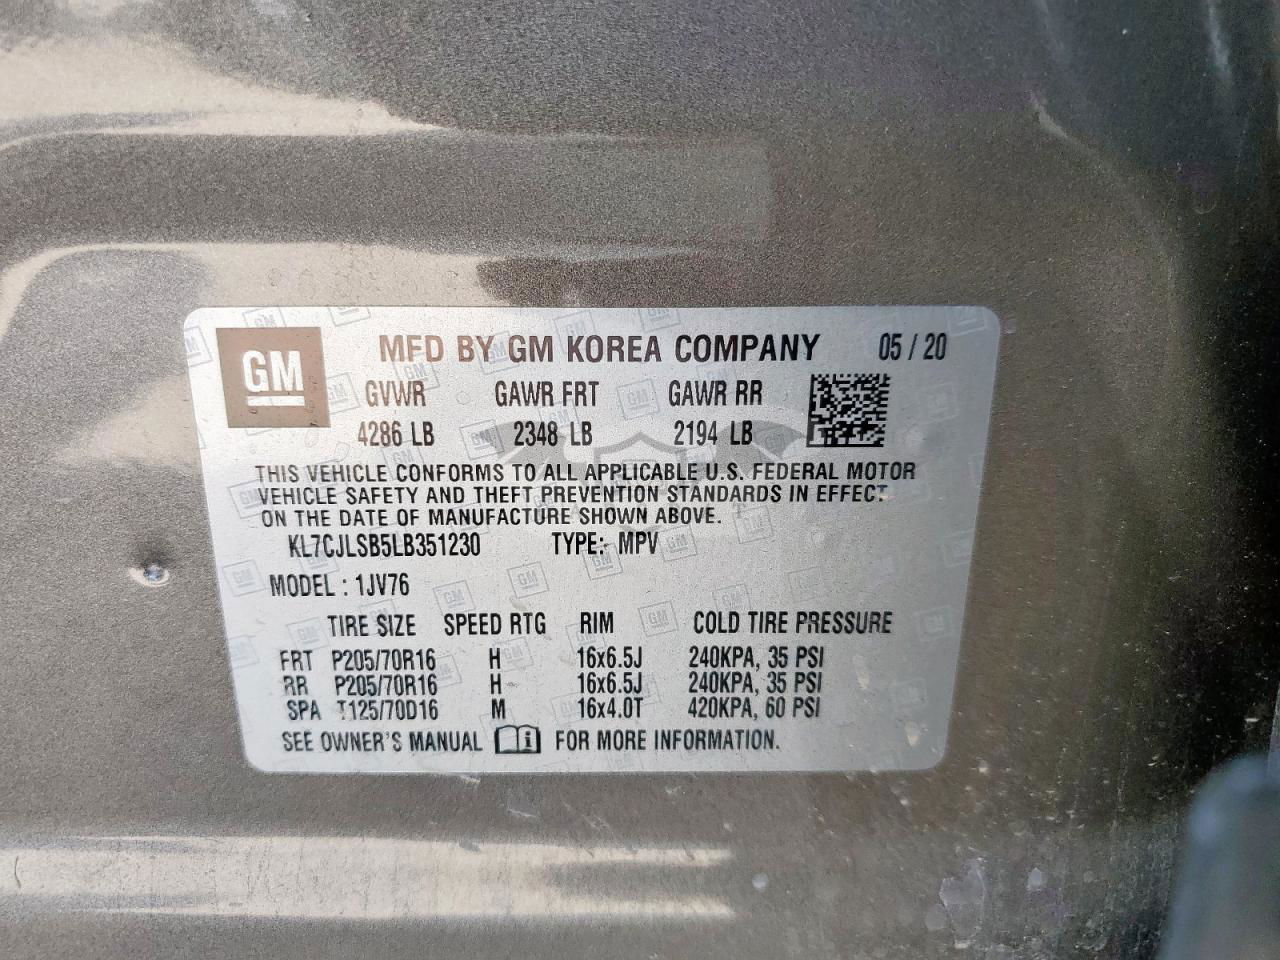 GM MFD BY GM KOREA COMPANY 05 / 20
GVWR GAWR FRT GAWR RR
4286 LB 2348 LB 2194 LB
THIS VEHICLE CONFORMS TO ALL APPLICABLE U.S. FEDERAL MOTOR
VEHICLE SAFETY AND THEFT PREVENTION STANDARDS IN EFFECT
ON THE DATE OF MANUFACTURE SHOWN ABOVE.
KL7CJLSB5LB351230 TYPE: MPV
MODEL : 1JV76
TIRE SIZE SPEED RTG RIM COLD TIRE PRESSURE
FRT P205/70R16 H 16x6.5J 240KPA, 35 PSI
RR P205/70R16 H 16x6.5J 240KPA, 35 PSI
SPA T125/70D16 M 16x4.0T 420KPA, 60 PSI
SEE OWNER'S MANUAL FOR MORE INFORMATION.